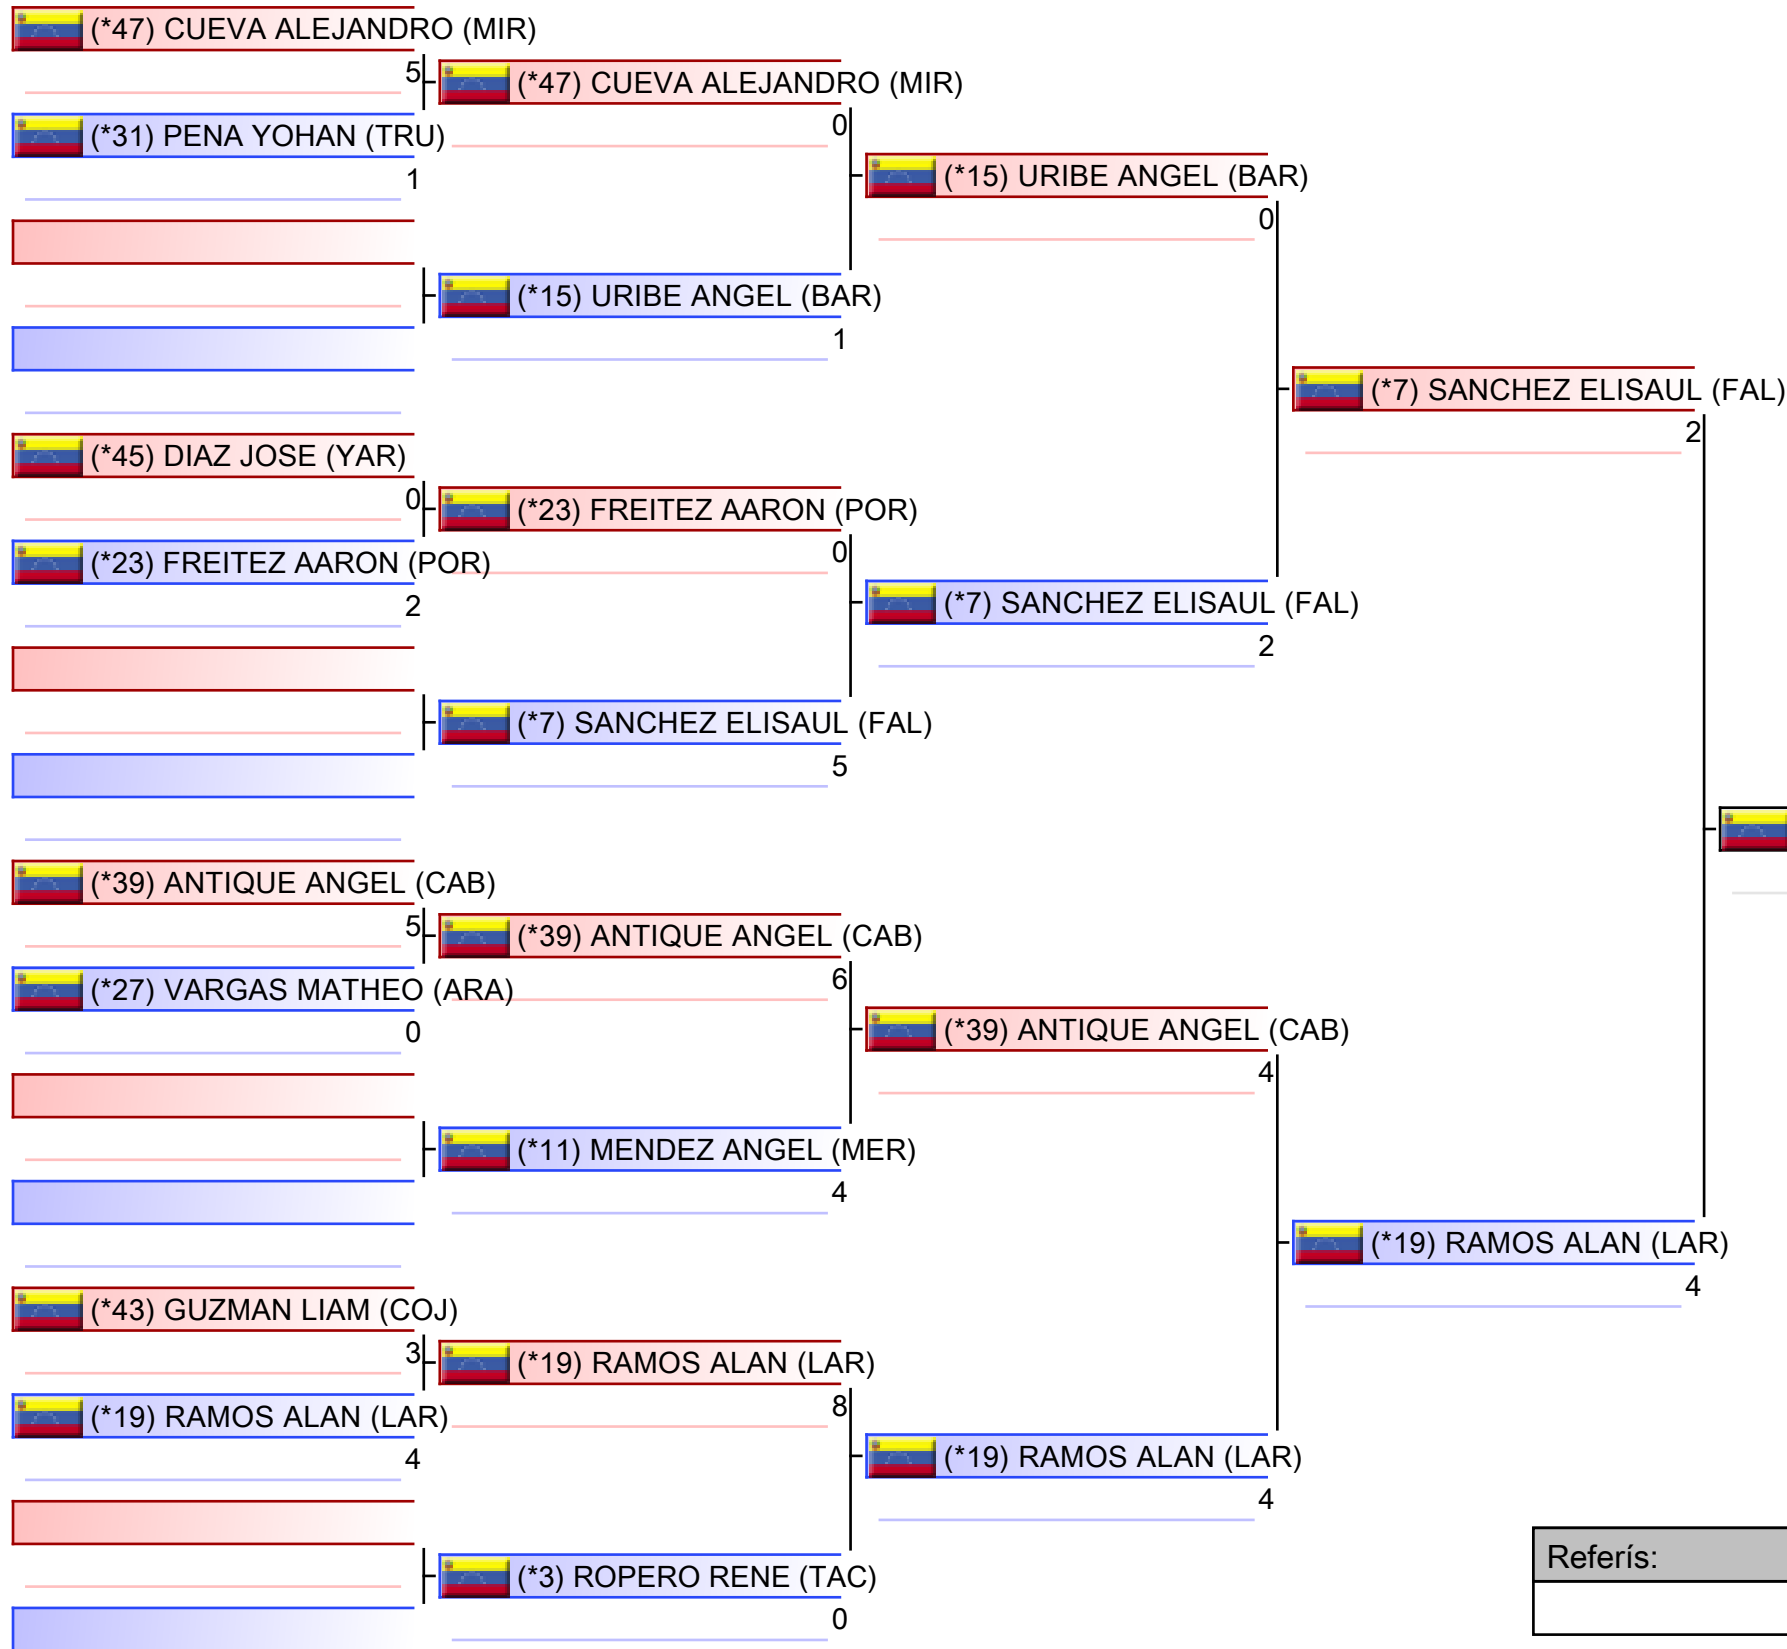 (*47) CUEVA ALEJANDRO (MIR)
5
(*31) PENA YOHAN (TRU)
1
(*45) DIAZ JOSE (YAR)
0
(*23) FREITEZ AARON (POR)
2
(*39) ANTIQUE ANGEL (CAB)
5
(*27) VARGAS MATHEO (ARA)
0
(*43) GUZMAN LIAM (COJ)
3
(*19) RAMOS ALAN (LAR)
4
(*47) CUEVA ALEJANDRO (MIR)
0
(*15) URIBE ANGEL (BAR)
1
(*23) FREITEZ AARON (POR)
0
(*7) SANCHEZ ELISAUL (FAL)
5
(*39) ANTIQUE ANGEL (CAB)
6
(*11) MENDEZ ANGEL (MER)
4
(*19) RAMOS ALAN (LAR)
8
(*3) ROPERO RENE (TAC)
0
(*15) URIBE ANGEL (BAR)
0
(*7) SANCHEZ ELISAUL (FAL)
2
(*39) ANTIQUE ANGEL (CAB)
4
(*19) RAMOS ALAN (LAR)
4
(*7) SANCHEZ ELISAUL (FAL)
2
(*19) RAMOS ALAN (LAR)
4
Referís: